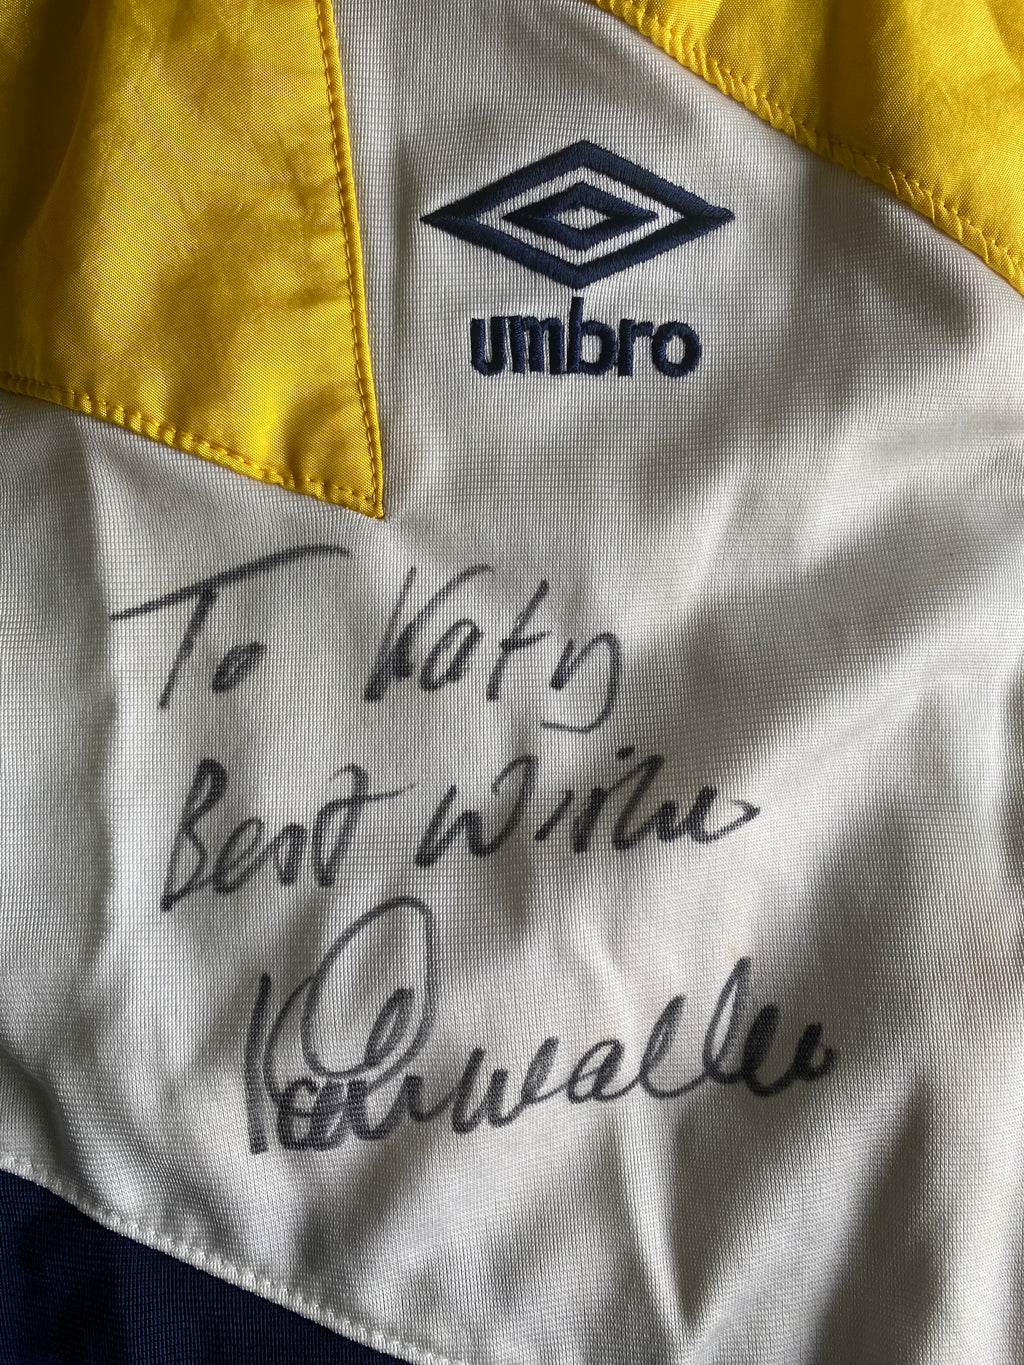 umbro
To Katy
Best Wishes